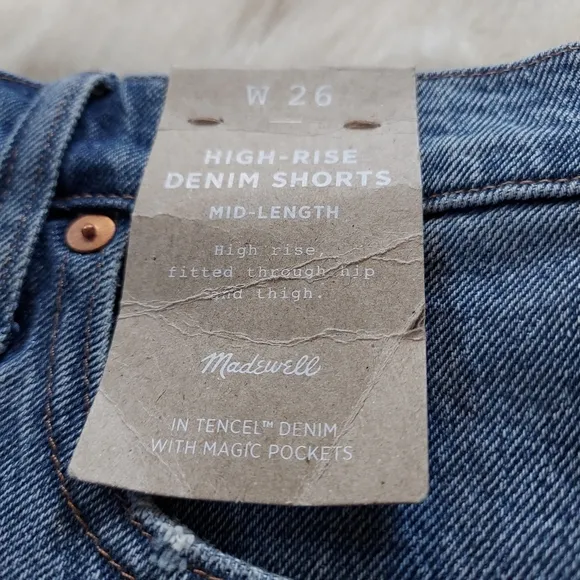 W 26
HIGH-RISE
DENIM SHORTS
MID-LENGTH
High rise,
fitted through hip
and thigh.
Madewell
IN TENCEL™ DENIM
WITH MAGIC POCKETS